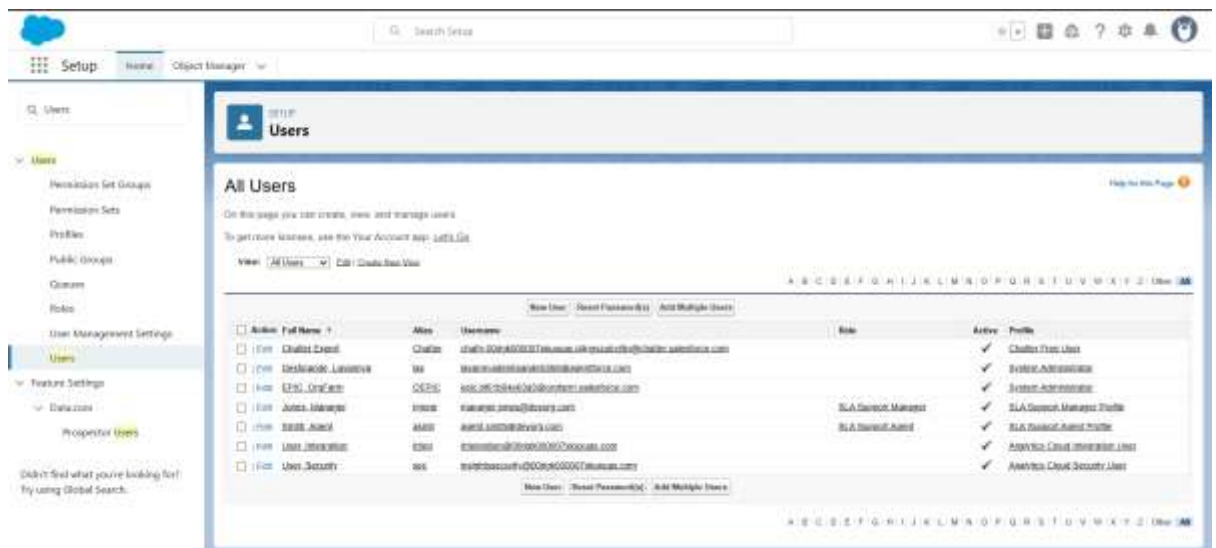 Search Setup
Setup Home Object Manager
Users
Users
Permission Set Groups
Permission Sets
Profiles
Public Groups
Queues
Roles
User Management Settings
Users
Feature Settings
Data.com
Prospector Users
Didn't find what you're looking for?
Try using Global Search.
SETUP
Users
All Users
Help for this Page
On this page you can create, view, and manage users.
To get more licenses, use the Your Account app. Let's Go
View: All Users Edit | Create New View
A B C D E F G H I J K L M N O P Q R S T U V W X Y Z Other All
New User Reset Password(s) Add Multiple Users
Action Full Name ↑ Alias Username Role Active Profile
Edit Chatter Expert Chatter Chatter Free User
Edit System Administrator
Edit EPIC, OrgFarm OEPIC System Administrator
Edit Jones, Manager SLA Support Manager SLA Support Manager Profile
Edit Smith, Agent SLA Support Agent SLA Support Agent Profile
Edit User, Integration Analytics Cloud Integration User
Edit User, Security Analytics Cloud Security User
New User Reset Password(s) Add Multiple Users
A B C D E F G H I J K L M N O P Q R S T U V W X Y Z Other All